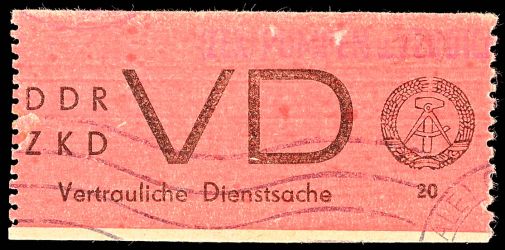 DDR
ZKD
VD
Vertrauliche Dienstsache
20